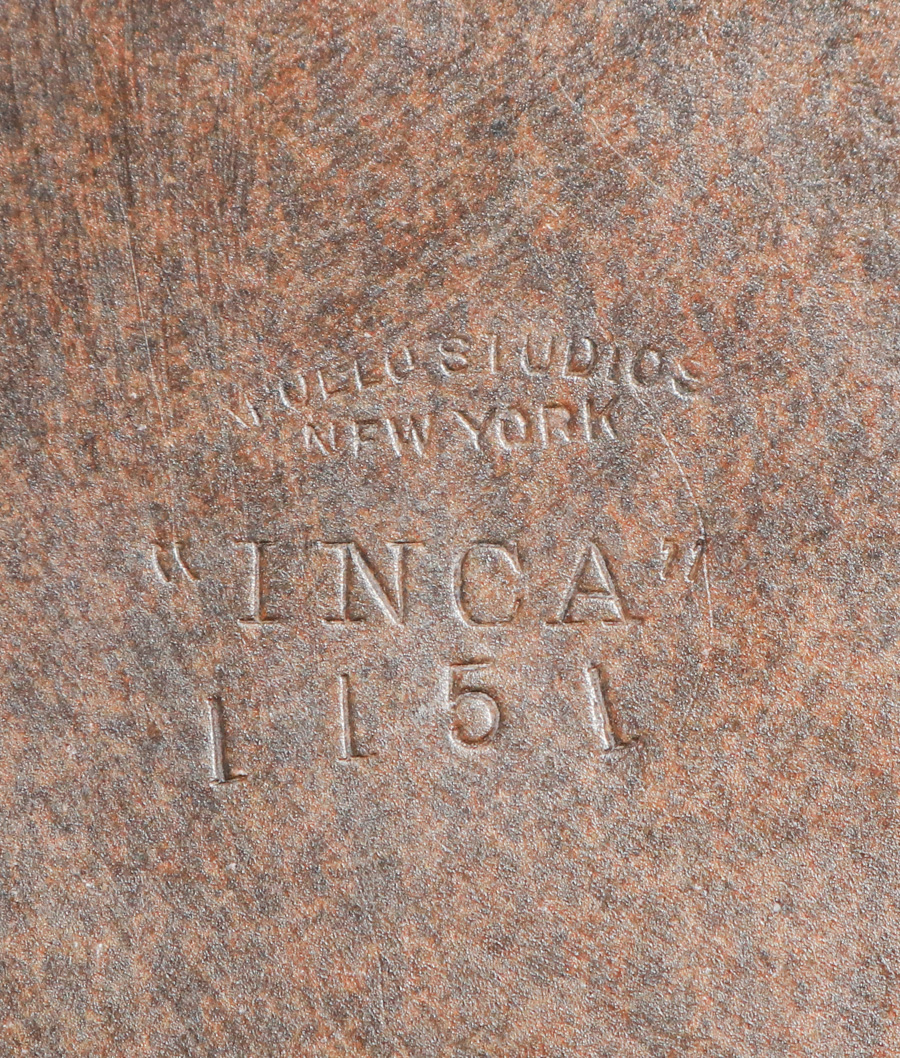 APOLLO STUDIOS
NEW YORK
"INCA"
1151